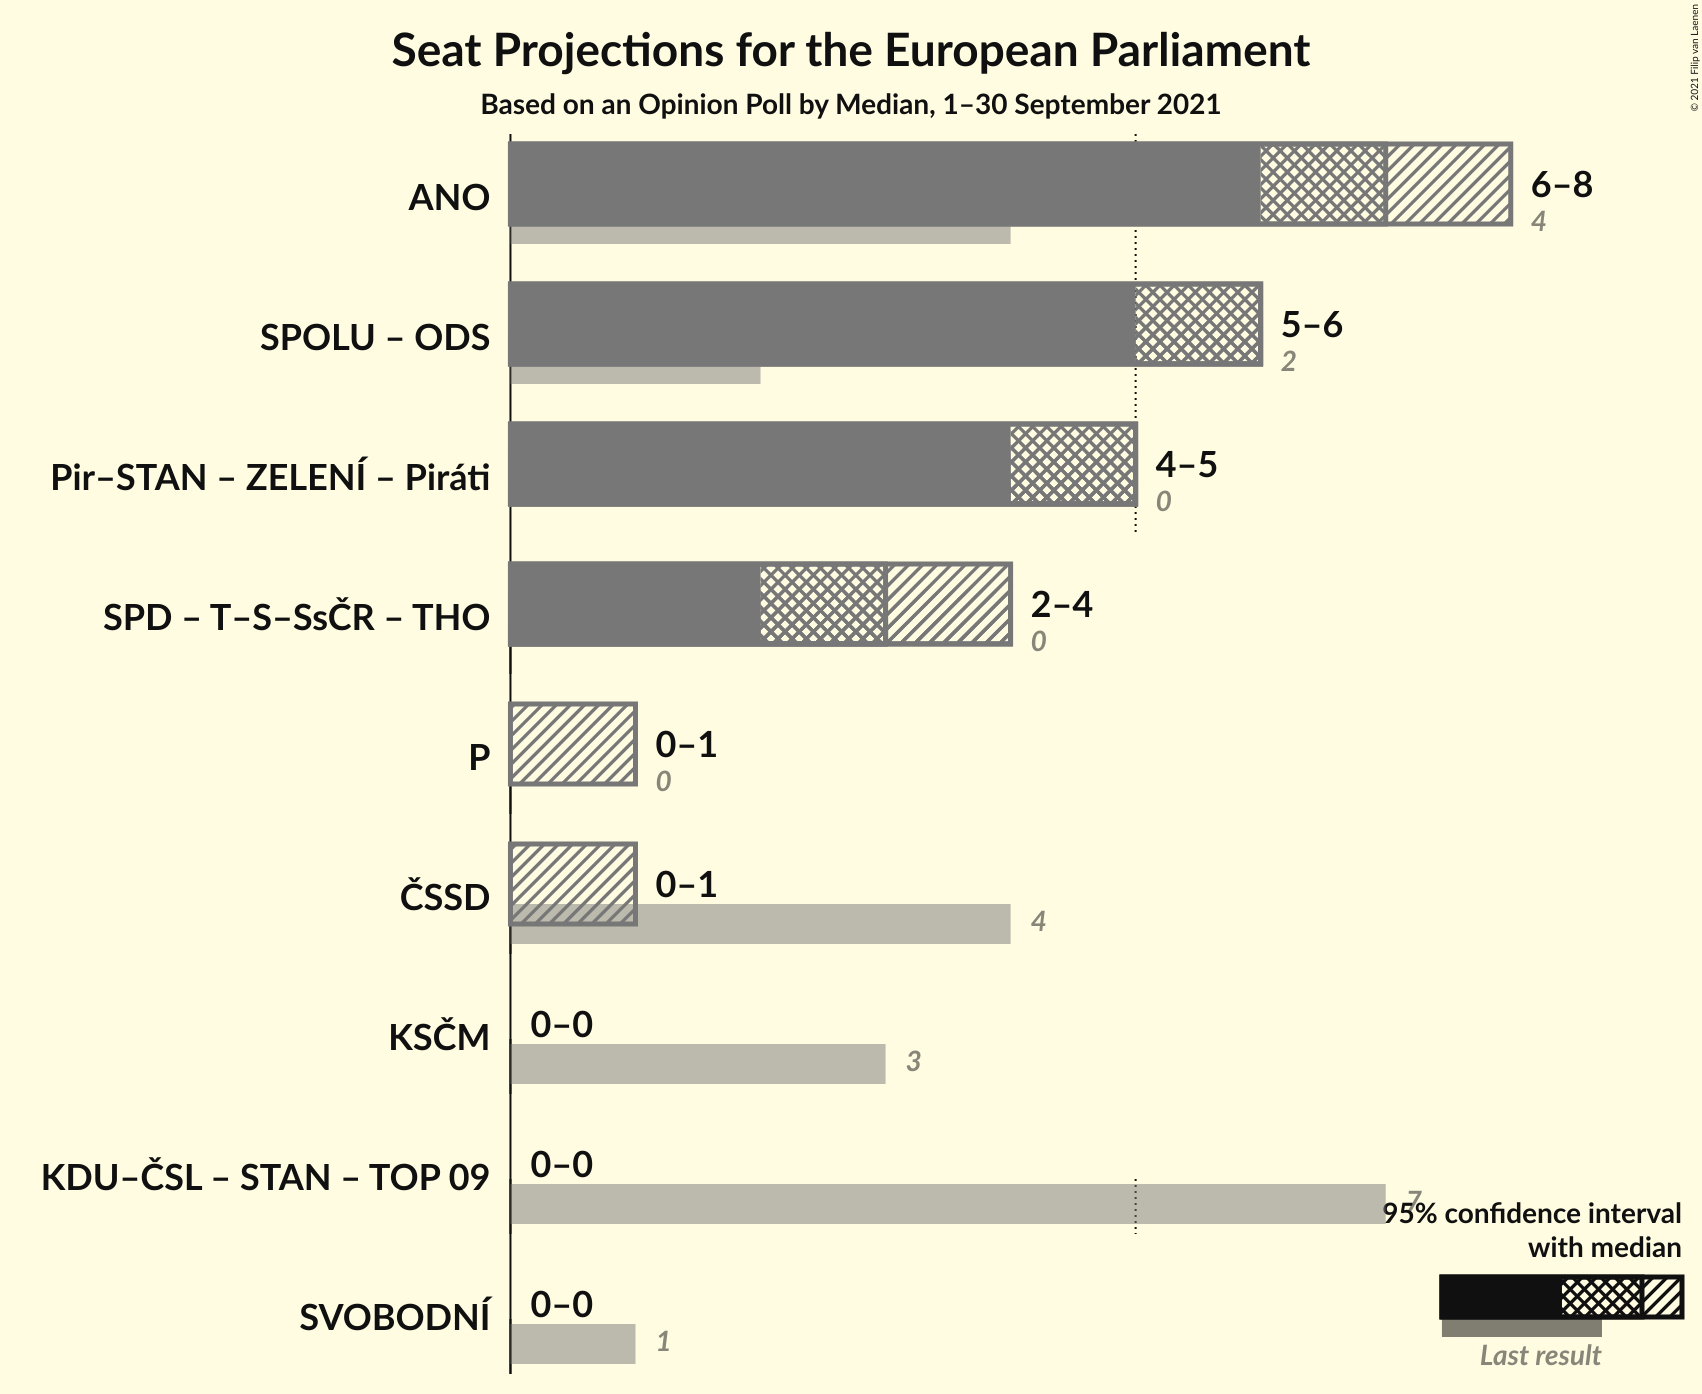 Seat Projections for the European Parliament
Based on an Opinion Poll by Median, 1–30 September 2021
© 2021 Filip van Laenen
ANO
6–8
4
SPOLU – ODS
5–6
2
Pir–STAN – ZELENÍ – Piráti
4–5
0
SPD – T–S–SsČR – THO
2–4
0
P
0–1
0
ČSSD
0–1
4
KSČM
0–0
3
KDU–ČSL – STAN – TOP 09
0–0
7
SVOBODNÍ
0–0
1
95% confidence interval
with median
Last result